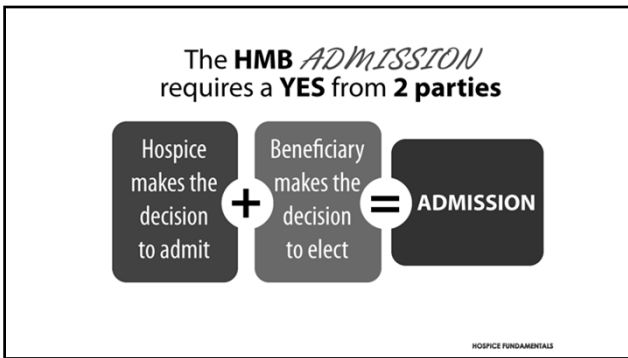 The HMB ADMISSION
requires a YES from 2 parties
Hospice
makes the
decision
to admit
+
Beneficiary
makes the
decision
to elect
=
ADMISSION
HOSPICE FUNDAMENTALS